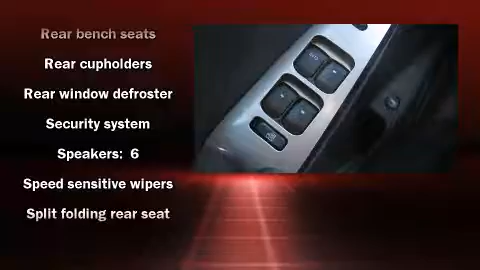 Rear bench seats
Rear cupholders
Rear window defroster
Security system
Speakers: 6
Speed sensitive wipers
Split folding rear seat